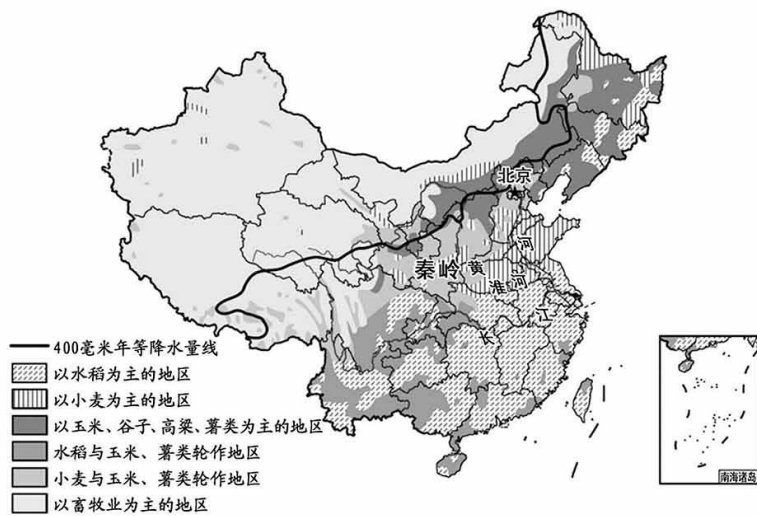 北京
秦岭
黄
河
淮河
长
江
400毫米年等降水量线
以水稻为主的地区
以小麦为主的地区
以玉米、谷子、高粱、薯类为主的地区
水稻与玉米、薯类轮作地区
小麦与玉米、薯类轮作地区
以畜牧业为主的地区
南海诸岛